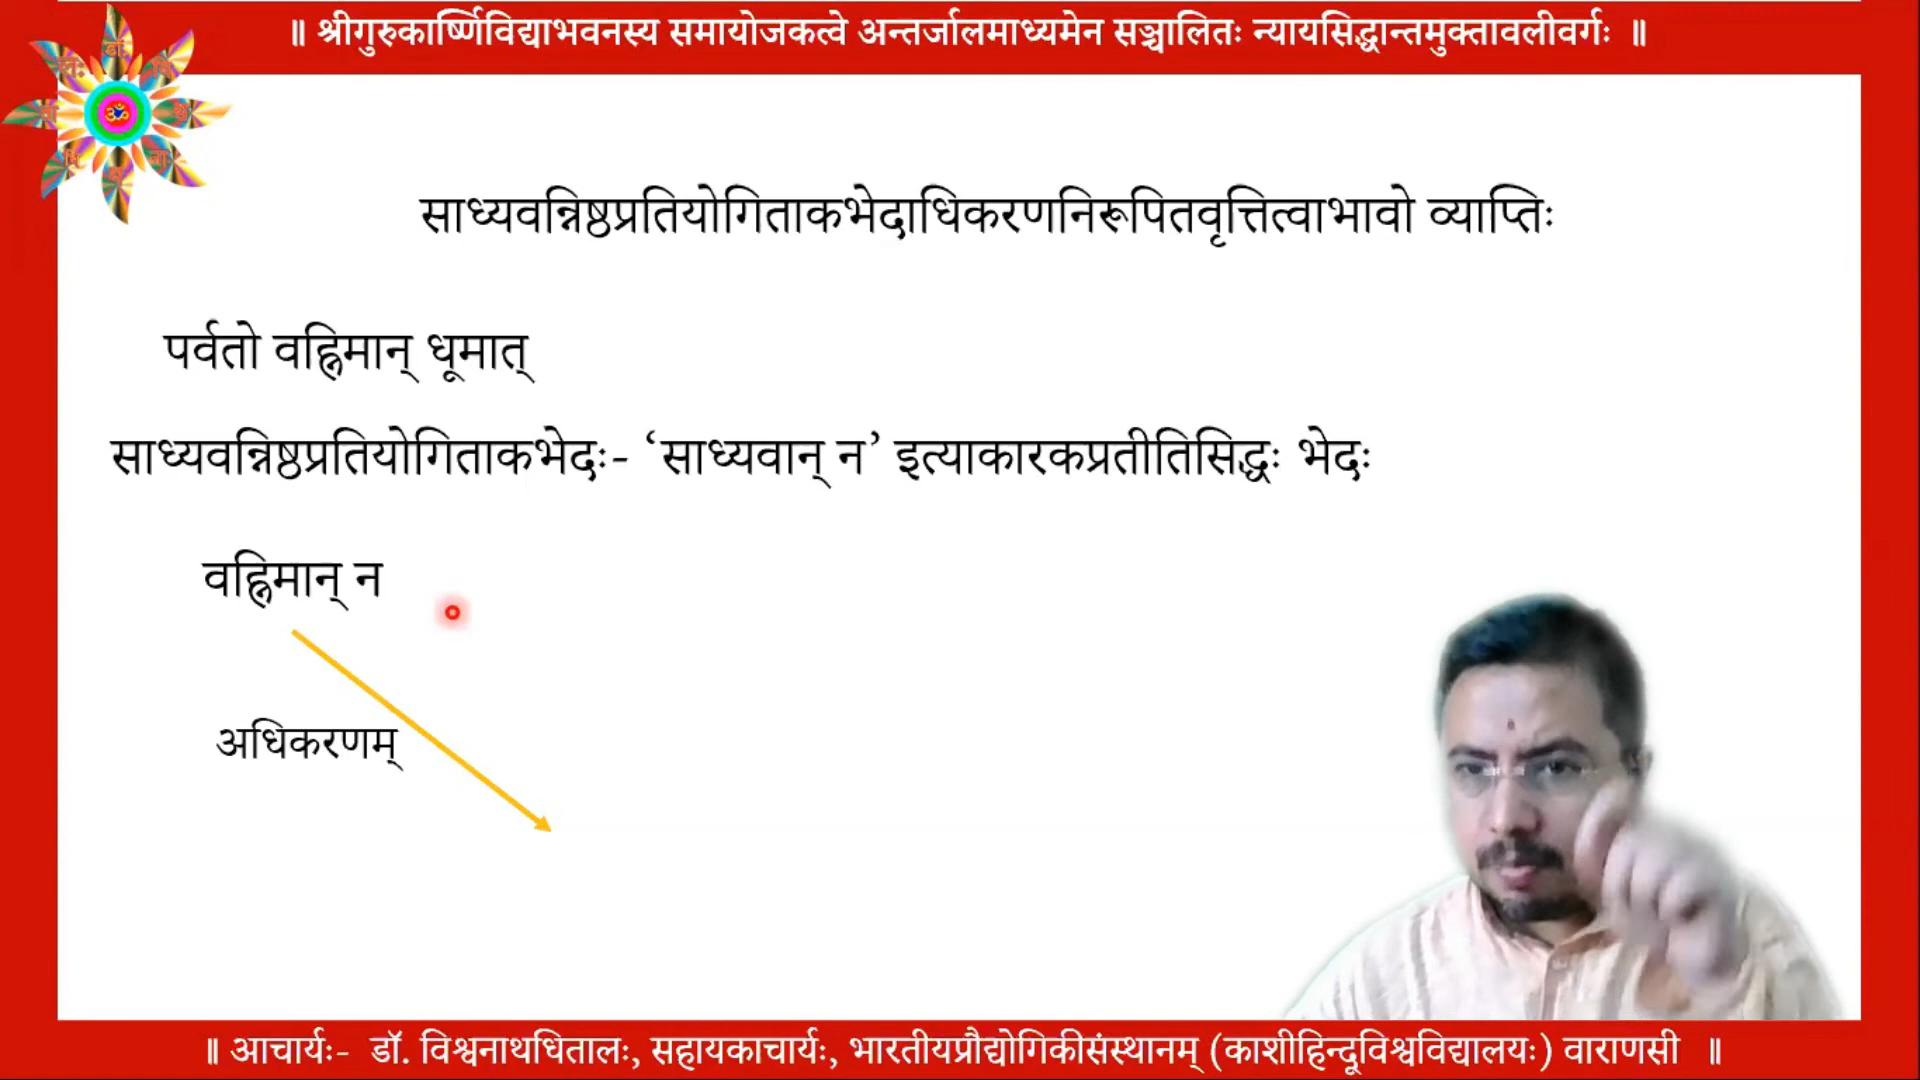 ॥ श्रीगुरुकार्ष्णिविद्याभवनस्य समायोजकत्वे अन्तर्जालमाध्यमेन सञ्चालितः न्यायसिद्धान्तमुक्तावलीवर्गः ॥
साध्यवन्निष्ठप्रतियोगिताकभेदाधिकरणनिरूपितवृत्तित्वाभावो व्याप्तिः
पर्वतो वह्निमान् धूमात्
साध्यवन्निष्ठप्रतियोगिताकभेदः- ‘साध्यवान् न’ इत्याकारकप्रतीतिसिद्धः भेदः
वह्निमान् न
अधिकरणम्
॥ आचार्यः- डॉ. विश्वनाथधितालः, सहायकाचार्यः, भारतीयप्रौद्योगिकीसंस्थानम् (काशीहिन्दूविश्वविद्यालयः) वाराणसी ॥